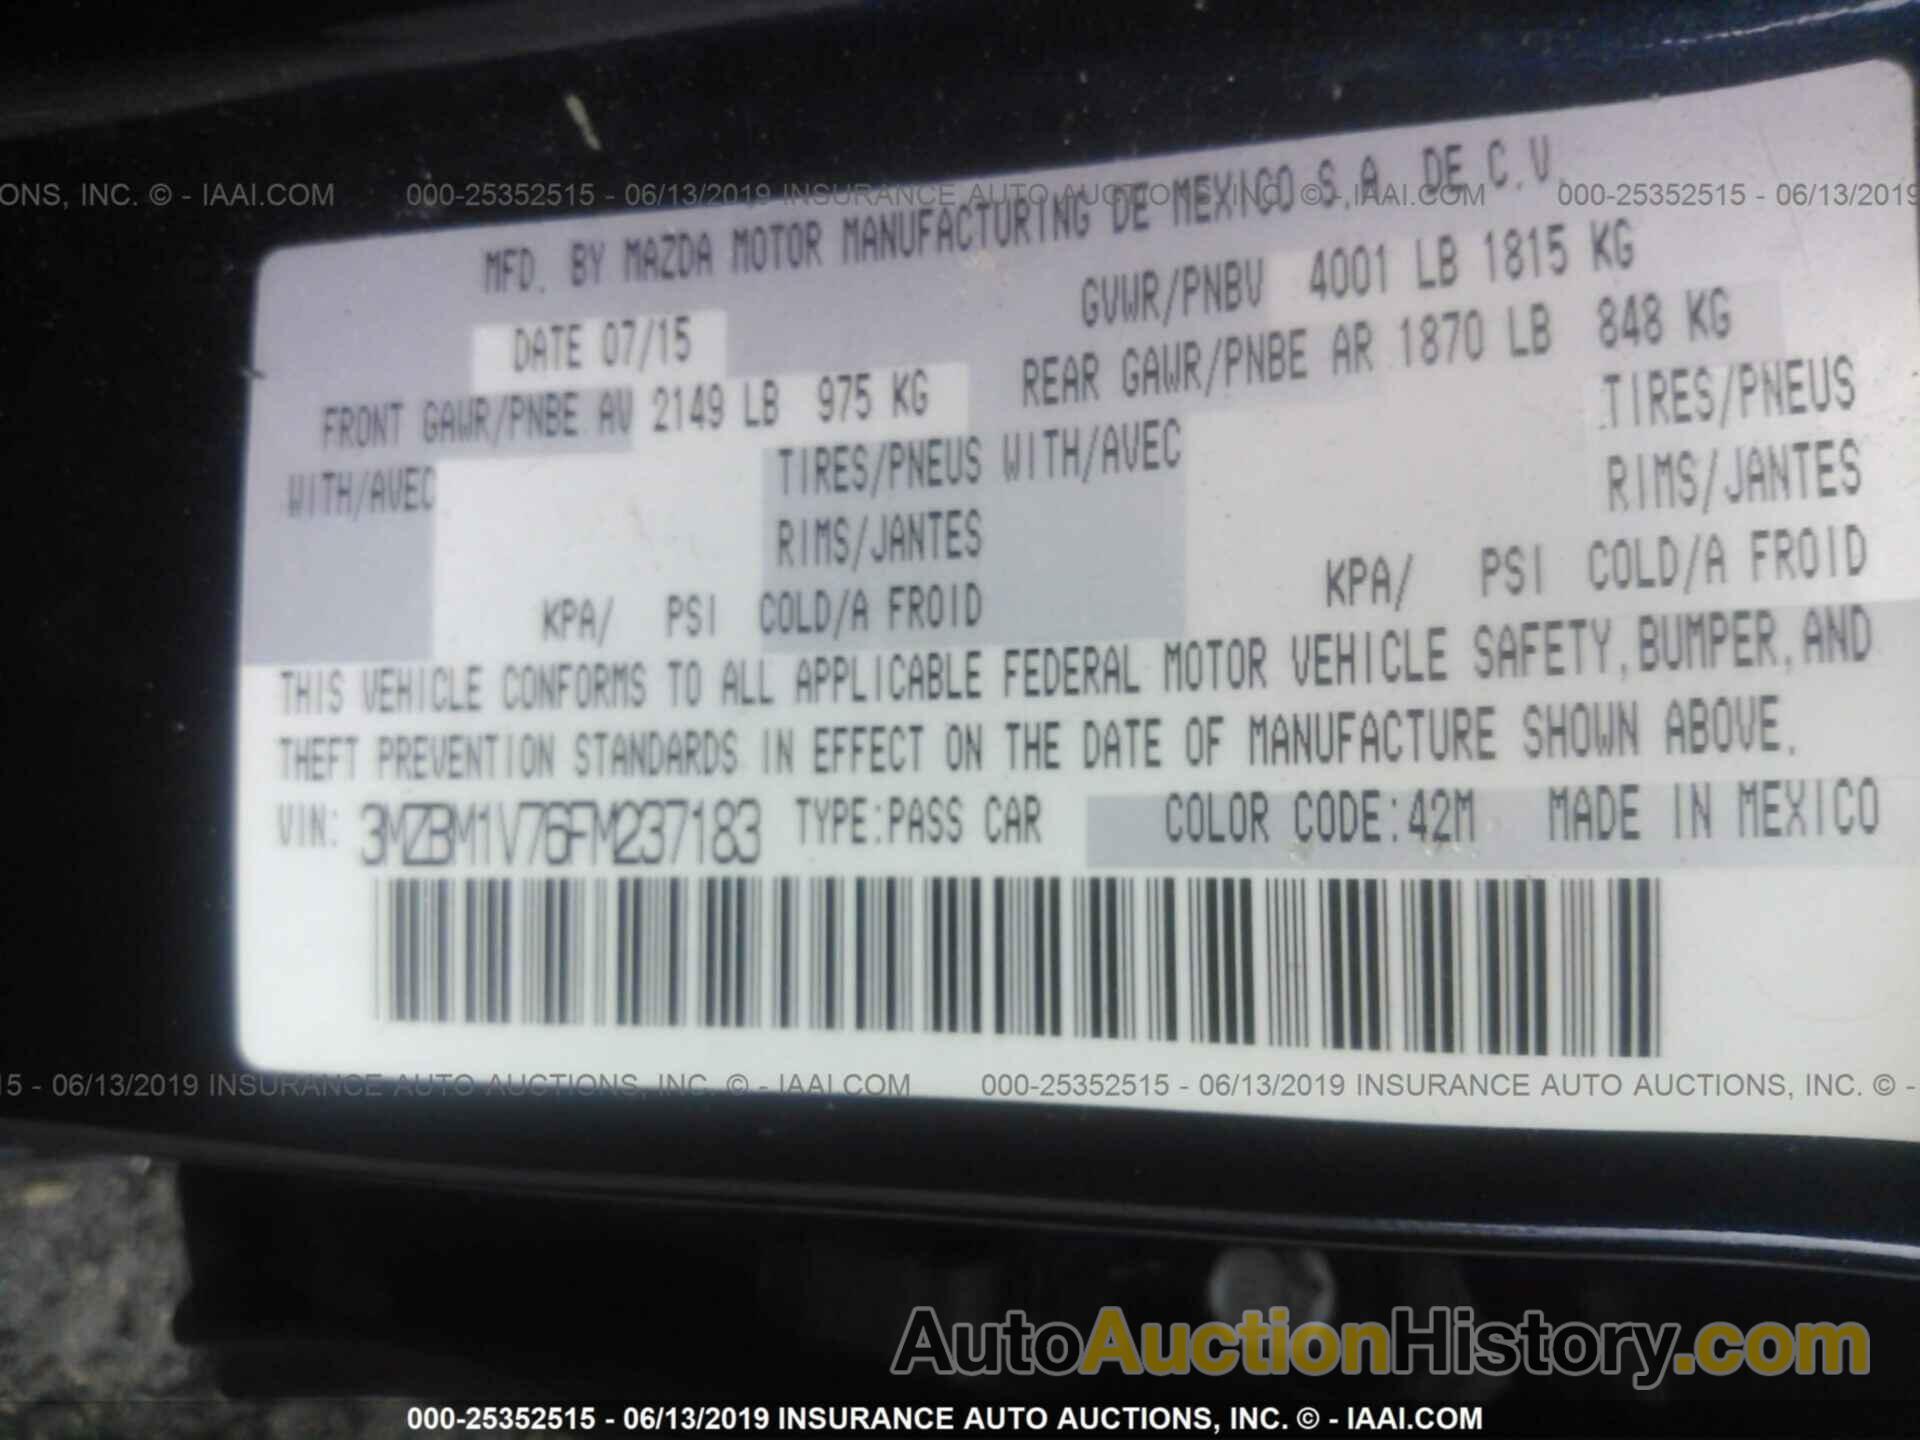 ONS, INC. © - IAAI.COM 000-25352515 - 06/13/2019 INSURANCE AUTO AUCTIONS, INC. © - IAAI.COM 000-25352515 - 06/13/2019
MFD. BY MAZDA MOTOR MANUFACTURING DE MEXICO S.A. DE C.V.
DATE 07/15 GVWR/PNBV 4001 LB 1815 KG
FRONT GAWR/PNBE AV 2149 LB 975 KG REAR GAWR/PNBE AR 1870 LB 848 KG
WITH/AVEC TIRES/PNEUS WITH/AVEC TIRES/PNEUS
RIMS/JANTES RIMS/JANTES
KPA/ PSI COLD/A FROID KPA/ PSI COLD/A FROID
THIS VEHICLE CONFORMS TO ALL APPLICABLE FEDERAL MOTOR VEHICLE SAFETY, BUMPER, AND
THEFT PREVENTION STANDARDS IN EFFECT ON THE DATE OF MANUFACTURE SHOWN ABOVE.
VIN: 3MZBM1V76FM237183 TYPE:PASS CAR COLOR CODE:42M MADE IN MEXICO
15 - 06/13/2019 INSURANCE AUTO AUCTIONS, INC. © - IAAI.COM 000-25352515 - 06/13/2019 INSURANCE AUTO AUCTIONS, INC. © -
AutoAuctionHistory.com
000-25352515 - 06/13/2019 INSURANCE AUTO AUCTIONS, INC. © - IAAI.COM